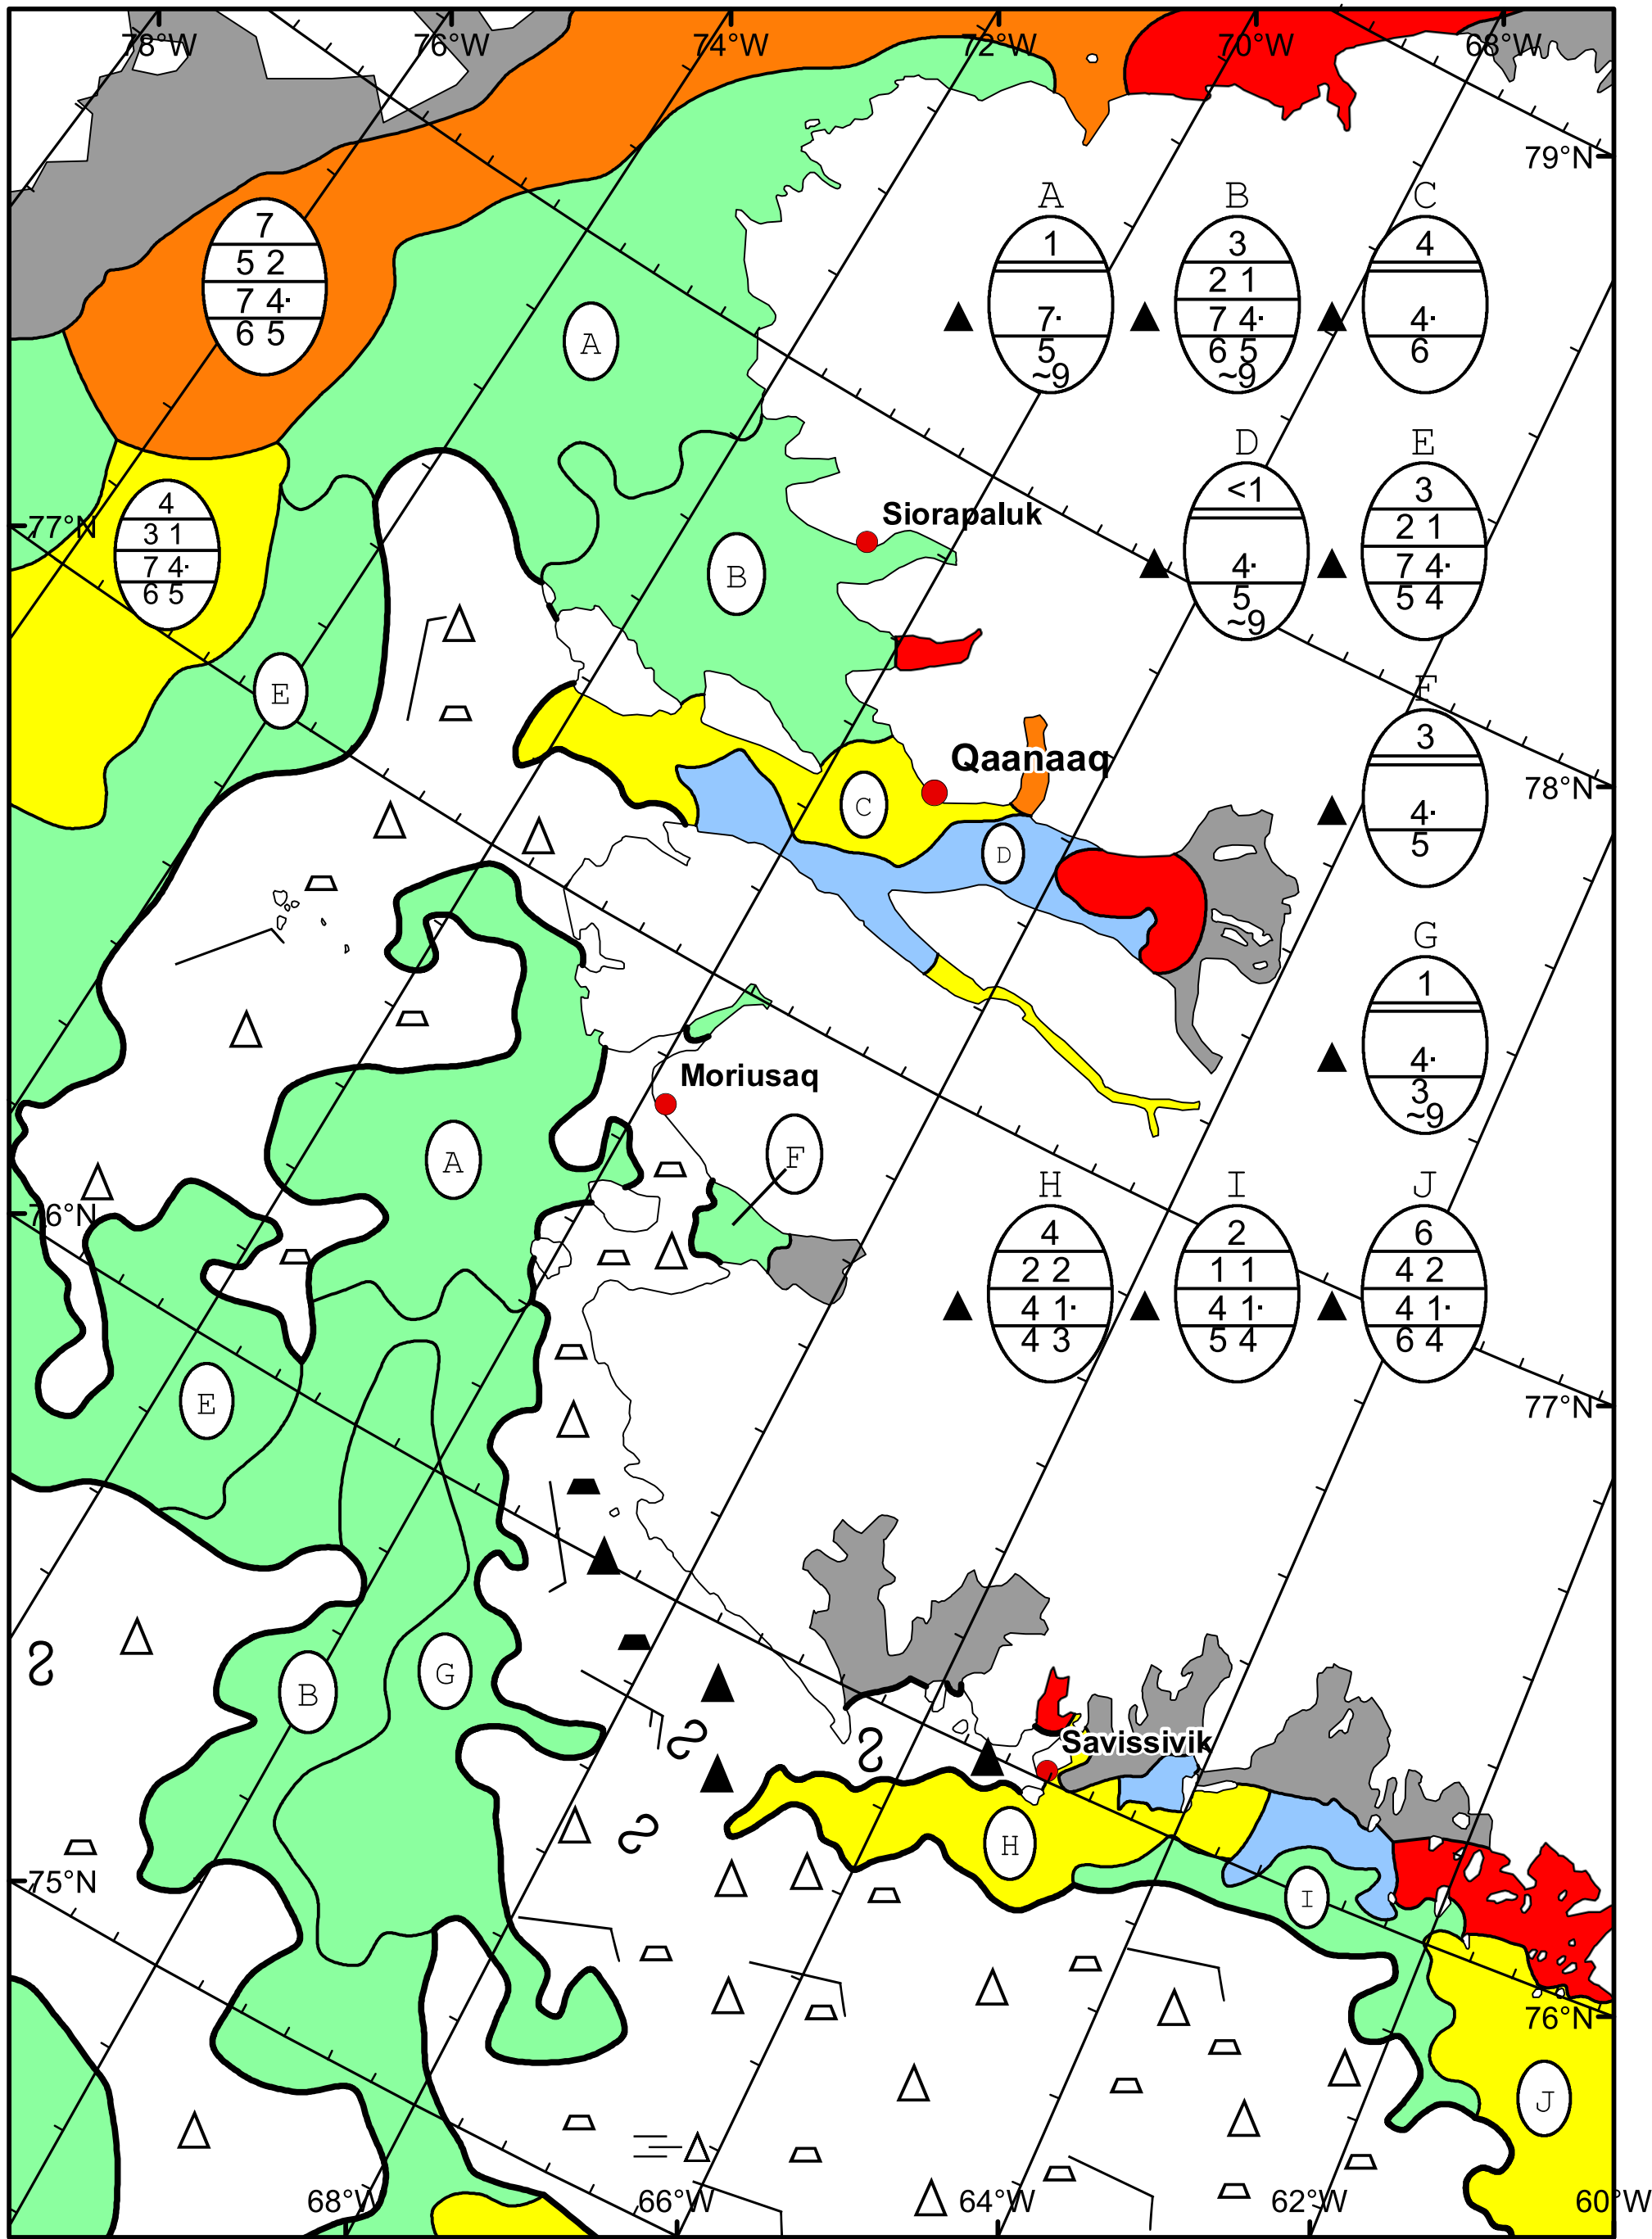 78°W 76°W 74°W 72°W 70°W 68°W
79°N
A B C
7
5 2
7 4·
6 5
1
7·
5
~9
3
2 1
7 4·
6 5
~9
4
4·
6
A
D E
4
3 1
7 4·
6 5
<1
4·
5
~9
3
2 1
7 4·
5 4
77°N
Siorapaluk
B
E
F
3
4·
5
Qaanaaq
78°N
C
D
G
1
4·
3
~9
Moriusaq
A
F
76°N
H I J
4
2 2
4 1·
4 3
2
1 1
4 1·
5 4
6
4 2
4 1·
6 4
E
77°N
G
B
Savissivik
H
75°N
I
76°N
J
68°W 66°W 64°W 62°W 60°W